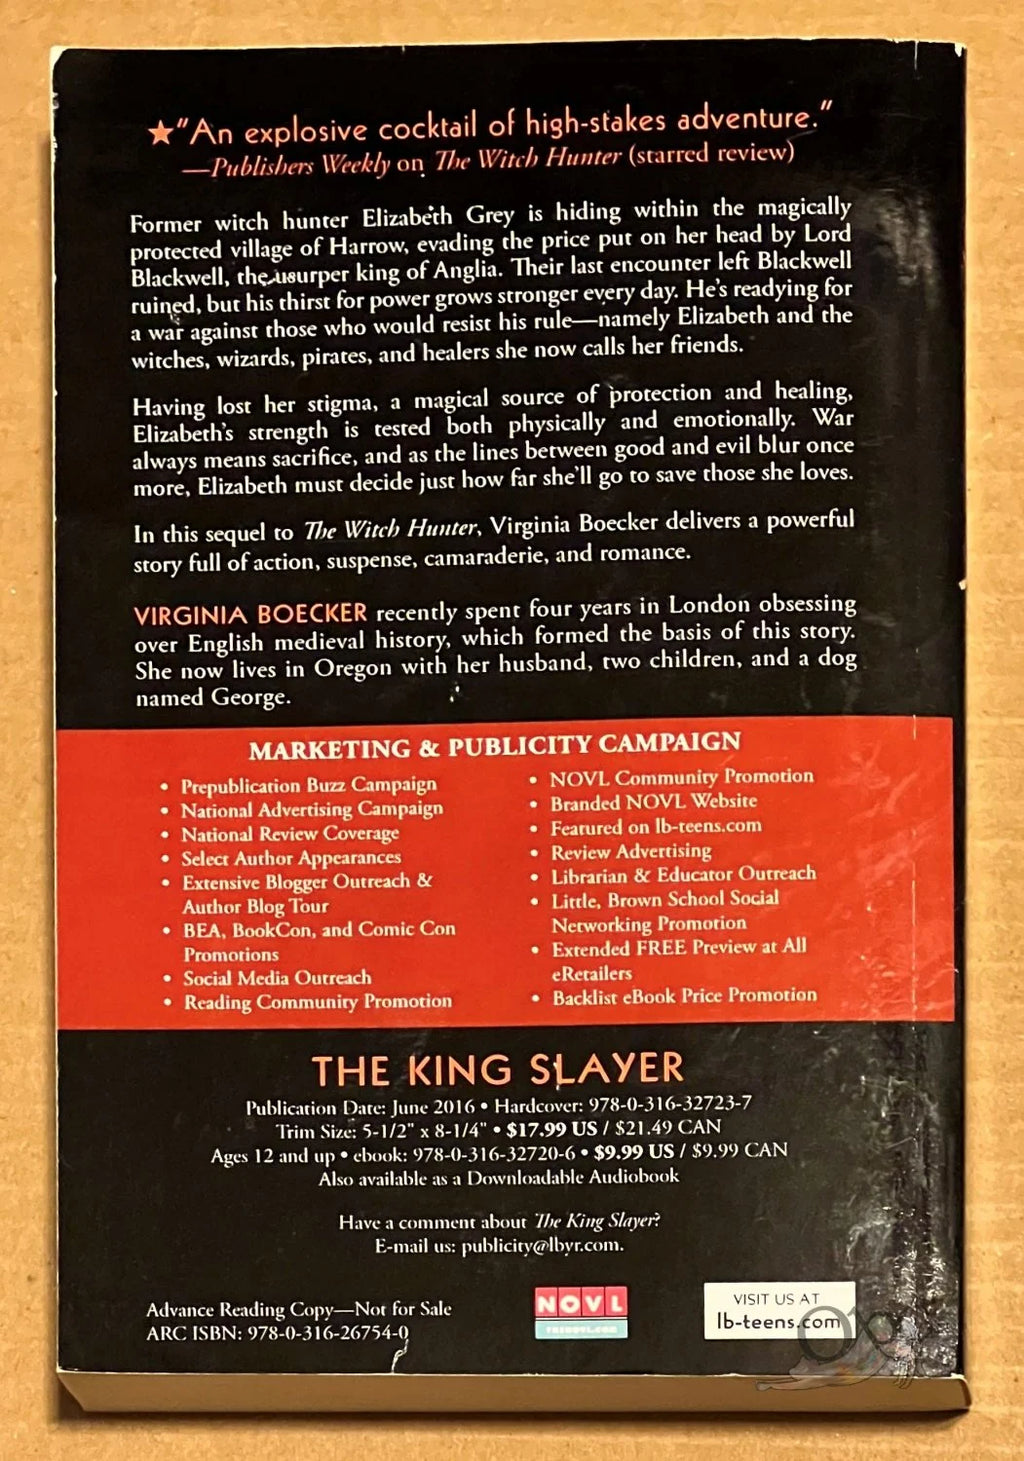 ★"An explosive cocktail of high-stakes adventure."
—Publishers Weekly on The Witch Hunter (starred review)
Former witch hunter Elizabeth Grey is hiding within the magically
protected village of Harrow, evading the price put on her head by Lord
Blackwell, the usurper king of Anglia. Their last encounter left Blackwell
ruined, but his thirst for power grows stronger every day. He's readying for
a war against those who would resist his rule—namely Elizabeth and the
witches, wizards, pirates, and healers she now calls her friends.
Having lost her stigma, a magical source of protection and healing,
Elizabeth's strength is tested both physically and emotionally. War
always means sacrifice, and as the lines between good and evil blur once
more, Elizabeth must decide just how far she'll go to save those she loves.
In this sequel to The Witch Hunter, Virginia Boecker delivers a powerful
story full of action, suspense, camaraderie, and romance.
VIRGINIA BOECKER recently spent four years in London obsessing
over English medieval history, which formed the basis of this story.
She now lives in Oregon with her husband, two children, and a dog
named George.
MARKETING & PUBLICITY CAMPAIGN
• Prepublication Buzz Campaign
• National Advertising Campaign
• National Review Coverage
• Select Author Appearances
• Extensive Blogger Outreach &
Author Blog Tour
• BEA, BookCon, and Comic Con
Promotions
• Social Media Outreach
• Reading Community Promotion
• NOVL Community Promotion
• Branded NOVL Website
• Featured on lb-teens.com
• Review Advertising
• Librarian & Educator Outreach
• Little, Brown School Social
Networking Promotion
• Extended FREE Preview at All
eRetailers
• Backlist eBook Price Promotion
THE KING SLAYER
Publication Date: June 2016 • Hardcover: 978-0-316-32723-7
Trim Size: 5-1/2" x 8-1/4" • $17.99 US / $21.49 CAN
Ages 12 and up • ebook: 978-0-316-32720-6 • $9.99 US / $9.99 CAN
Also available as a Downloadable Audiobook
Have a comment about The King Slayer?
E-mail us: publicity@lbyr.com.
Advance Reading Copy—Not for Sale
ARC ISBN: 978-0-316-26754-0
NOVL
THENOVL.COM
VISIT US AT
lb-teens.com